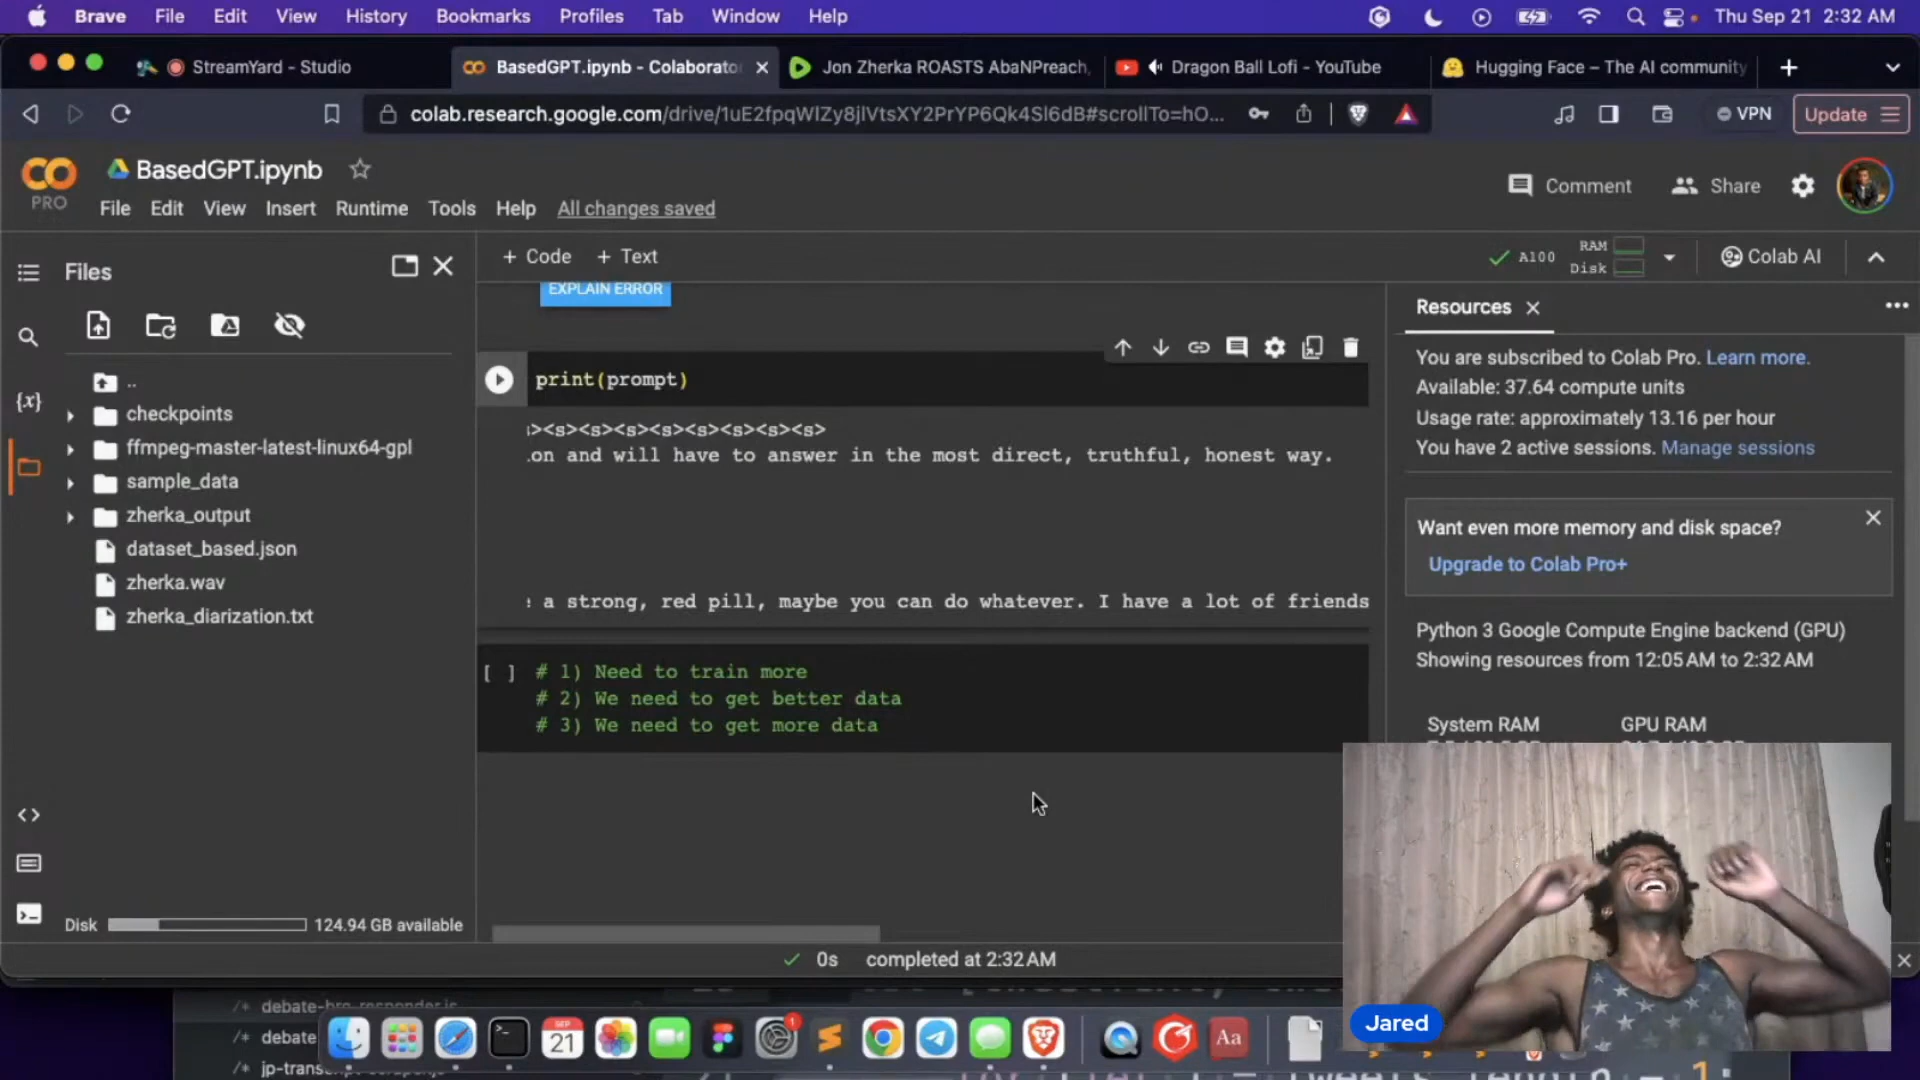 Brave File Edit View History Bookmarks Profiles Tab Window Help Thu Sep 21 2:32 AM
StreamYard - Studio BasedGPT.ipynb - Colaborato Jon Zherka ROASTS AbaNPreach, Dragon Ball Lofi - YouTube Hugging Face – The AI community
colab.research.google.com/drive/1uE2fpqWlZy8jlVtsXY2PrYP6Qk4Sl6dB#scrollTo=hO... VPN Update
CO
PRO
BasedGPT.ipynb
File Edit View Insert Runtime Tools Help All changes saved
Comment Share
Files
+ Code + Text
A100 RAM
Disk
Colab AI
EXPLAIN ERROR
print(prompt)
><s><s><s><s><s><s><s><s>
.on and will have to answer in the most direct, truthful, honest way.
: a strong, red pill, maybe you can do whatever. I have a lot of friends
[ ] # 1) Need to train more
# 2) We need to get better data
# 3) We need to get more data
..
checkpoints
ffmpeg-master-latest-linux64-gpl
sample_data
zherka_output
dataset_based.json
zherka.wav
zherka_diarization.txt
{x}
Disk 124.94 GB available
Resources
You are subscribed to Colab Pro. Learn more.
Available: 37.64 compute units
Usage rate: approximately 13.16 per hour
You have 2 active sessions. Manage sessions
Want even more memory and disk space?
Upgrade to Colab Pro+
Python 3 Google Compute Engine backend (GPU)
Showing resources from 12:05 AM to 2:32 AM
System RAM GPU RAM
0s completed at 2:32 AM
/* debate-bro-responder.js
/* debate
SEP
21
1
Aa
Jared